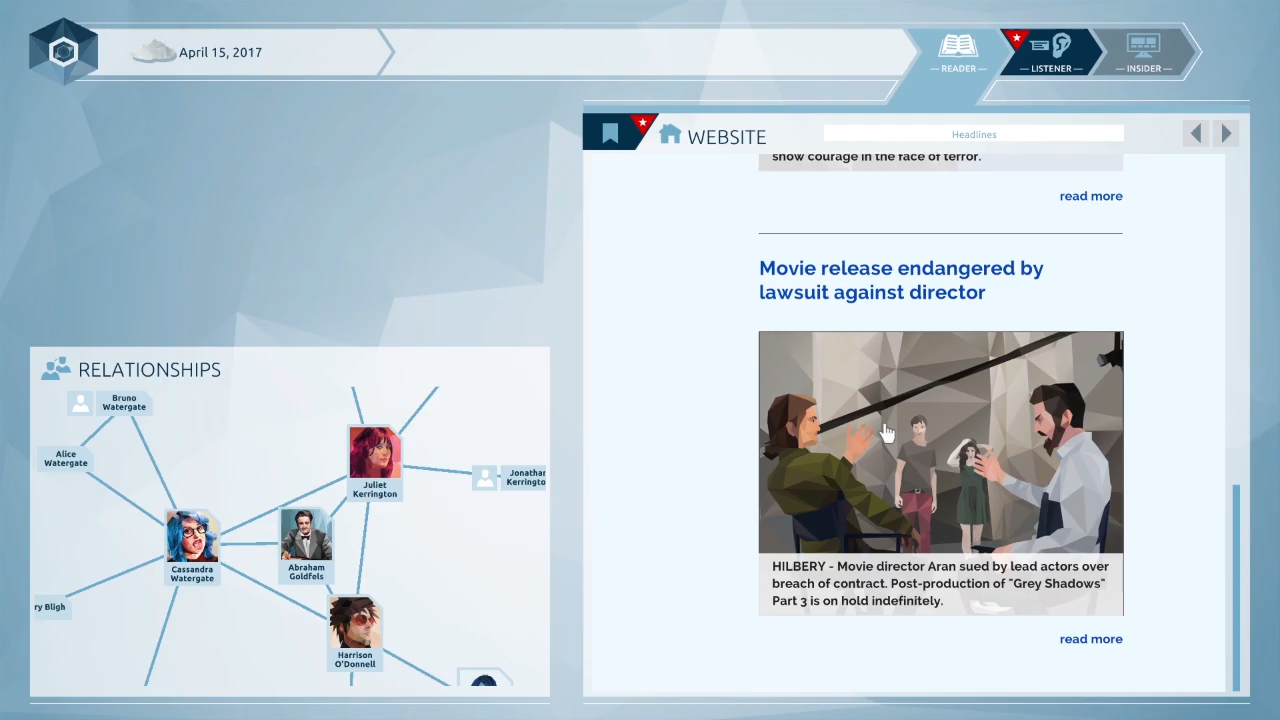 April 15, 2017
— READER —
— LISTENER —
— INSIDER —
WEBSITE
Headlines
show courage in the face of terror.
read more
Movie release endangered by
lawsuit against director
HILBERY - Movie director Aran sued by lead actors over
breach of contract. Post-production of "Grey Shadows"
Part 3 is on hold indefinitely.
read more
RELATIONSHIPS
Bruno
Watergate
Alice
Watergate
Juliet
Kerrington
Jonathan
Kerringto
Cassandra
Watergate
Abraham
Goldfels
ry Bligh
Harrison
O'Donnell